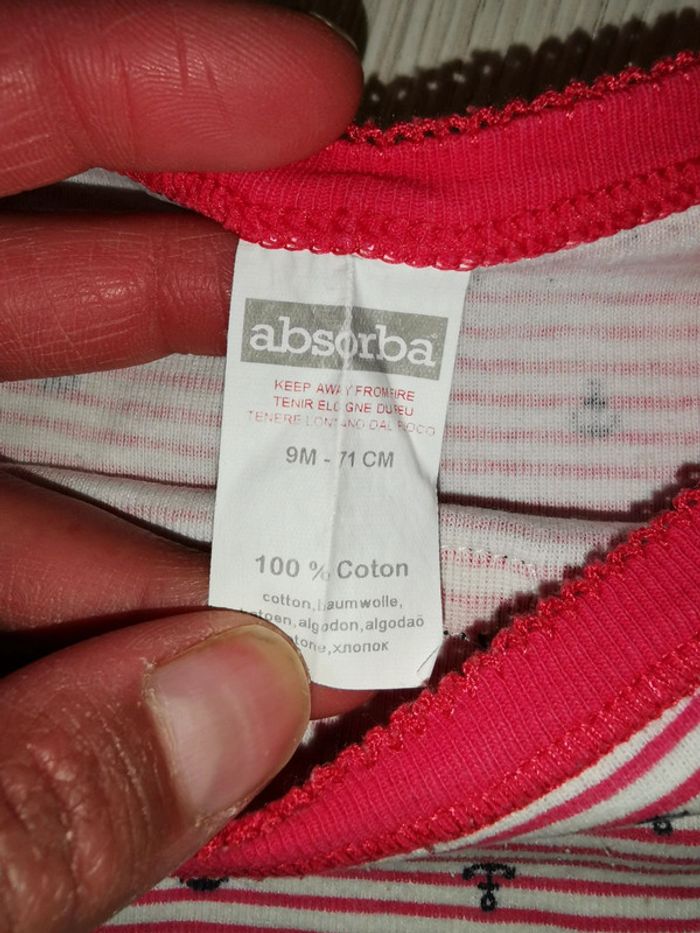 absorba
KEEP AWAY FROM FIRE
TENIR ELOIGNE DU FEU
TENERE LONTANO DAL FUOCO
9M - 71 CM
100 % Coton
cotton, baumwolle,
algodon, algodaō
хлопок